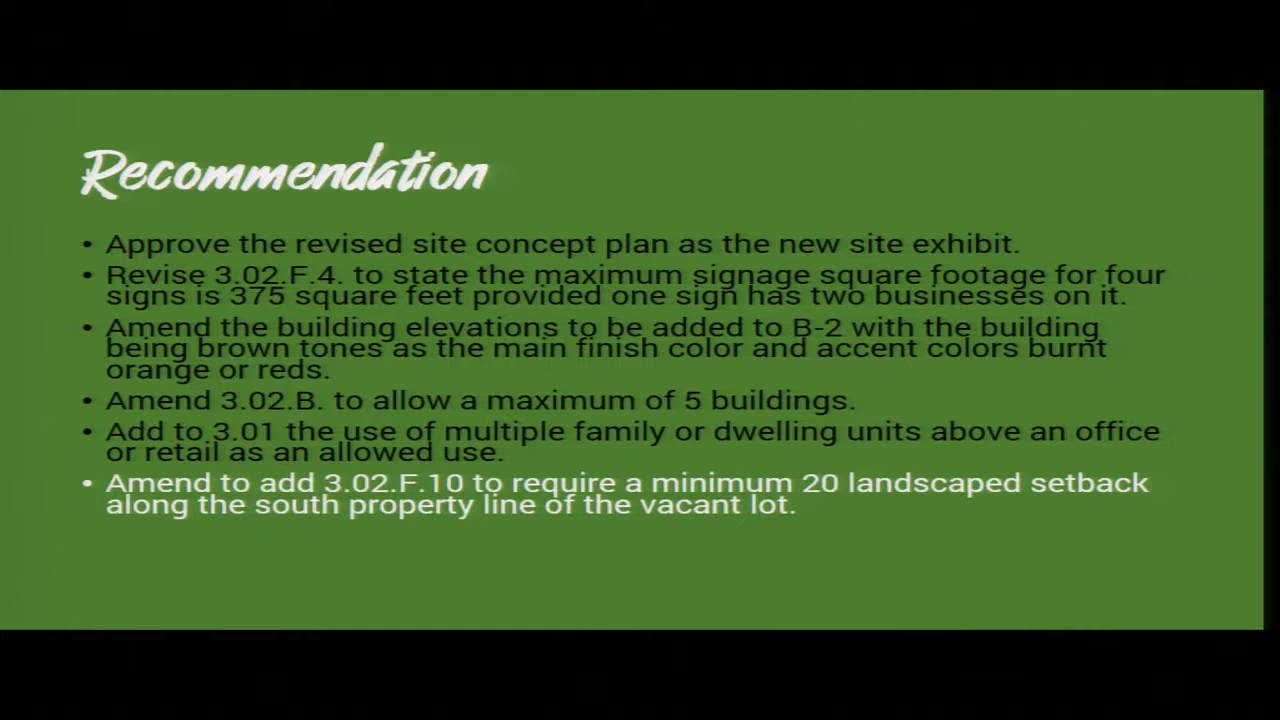 Recommendation
• Approve the revised site concept plan as the new site exhibit.
• Revise 3.02.F.4. to state the maximum signage square footage for four
signs is 375 square feet provided one sign has two businesses on it.
• Amend the building elevations to be added to B-2 with the building
being brown tones as the main finish color and accent colors burnt
orange or reds.
• Amend 3.02.B. to allow a maximum of 5 buildings.
• Add to 3.01 the use of multiple family or dwelling units above an office
or retail as an allowed use.
• Amend to add 3.02.F.10 to require a minimum 20 landscaped setback
along the south property line of the vacant lot.